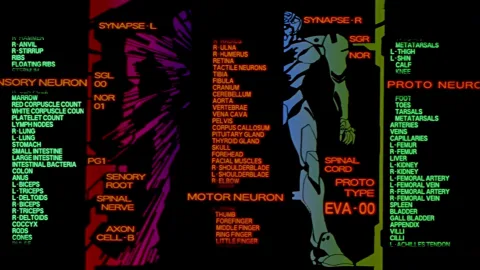 R·ANVIL
R·STIRRUP
RIBS
FLOATING RIBS
STERNUM
NSORY NEURON
MARROW
RED CORPUSCLE COUNT
WHITE CORPUSCLE COUN
PLATELET COUNT
LYMPH NODES
R·LUNG
L·LUNG
STOMACH
SMALL INTESTINE
LARGE INTESTINE
INTESTINAL BACTERIA
COLON
ANUS
L·BICEPS
L·TRICEPS
L·DELTOIDS
R·BICEPS
R·TRICEPS
R·DELTOIDS
COCCYX
RODS
CONES
SYNAPSE·L
SGL
00
NOR
01
PG1
SENORY
ROOT
SPINAL
NERVE
AXON
CELL·B
R·ULNA
R·HUMERUS
RETINA
TACTILE NEURONS
TIBIA
FIBULA
CRANIUM
CEREBELLUM
AORTA
VERTEBRAE
VENA CAVA
PELVIS
CORPUS CALLOSUM
PITUITARY GLAND
THYROID GLAND
SKULL
FOREHEAD
FACIAL MUSCLES
R·SHOULDERBLADE
L·SHOULDERBLADE
R ELBOW
MOTOR NEURON
THUMB
FOREFINGER
MIDDLE FINGER
RING FINGER
LITTLE FINGER
SYNAPSE·R
SGR
NOR
SPINAL
CORD
PROTO
TYPE
EVA·00
METATARSALS
L·THIGH
L·SHIN
CALF
KNEE
PROTO NEURO
FOOT
TOES
TARSALS
METATARSALS
ARTERIES
VEINS
CAPILLARIES
L·FEMUR
R·FEMUR
LIVER
L·KIDNEY
R·KIDNEY
L·FEMORAL ARTERY
L·FEMORAL VEIN
R·FEMORAL ARTERY
R·FEMORAL VEIN
SPLEEN
BLADDER
GALL BLADDER
APPENDIX
VILLI
CILLI
L·ACHILLES TENDON